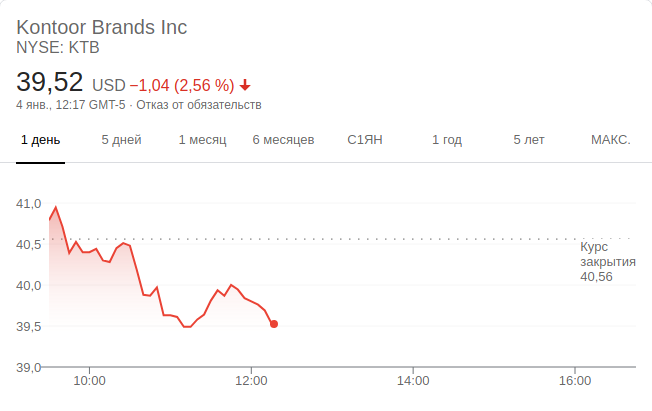 Kontoor Brands Inc
NYSE: KTB
39,52 USD −1,04 (2,56 %)
4 янв., 12:17 GMT-5 · Отказ от обязательств
1 день 5 дней 1 месяц 6 месяцев С1ЯН 1 год 5 лет МАКС.
41,0
40,5
Курс
закрытия
40,56
40,0
39,5
39,0
10:00 12:00 14:00 16:00